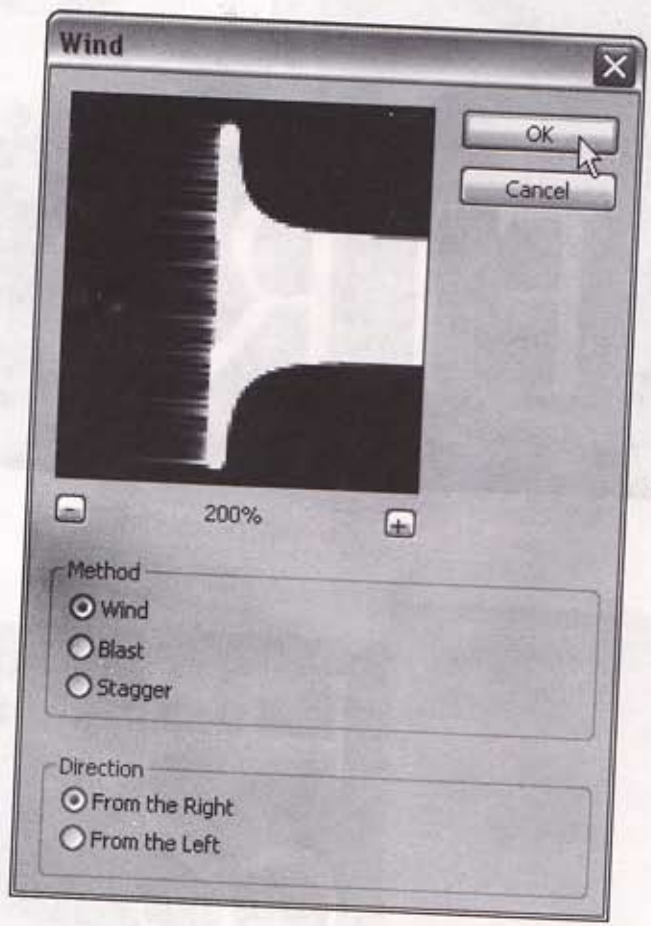 Wind
OK
Cancel
200%
Method
Wind
Blast
Stagger
Direction
From the Right
From the Left